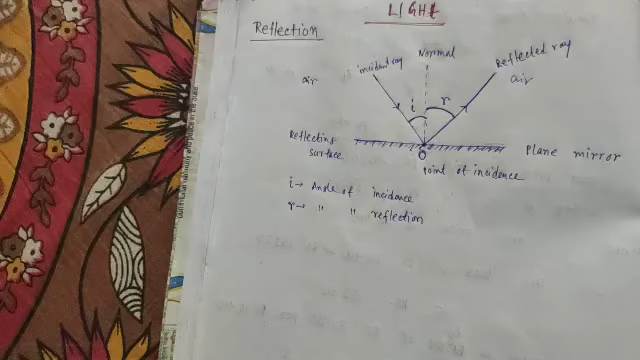 LIGHt
Reflection
incident ray
Normal
Reflected ray
air
air
i
r
Reflecting
surface
O
Plane mirror
point of incidence
i → Angle of incidence
r → " " reflection